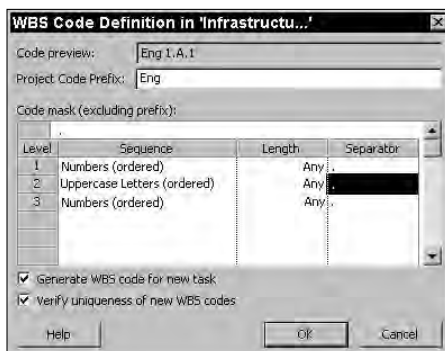 WBS Code Definition in 'Infrastructu...'
Code preview: Eng 1.A.1
Project Code Prefix: Eng
Code mask (excluding prefix):
.
Level Sequence Length Separator
1 Numbers (ordered) Any .
2 Uppercase Letters (ordered) Any .
3 Numbers (ordered) Any .
Generate WBS code for new task
Verify uniqueness of new WBS codes
Help OK Cancel